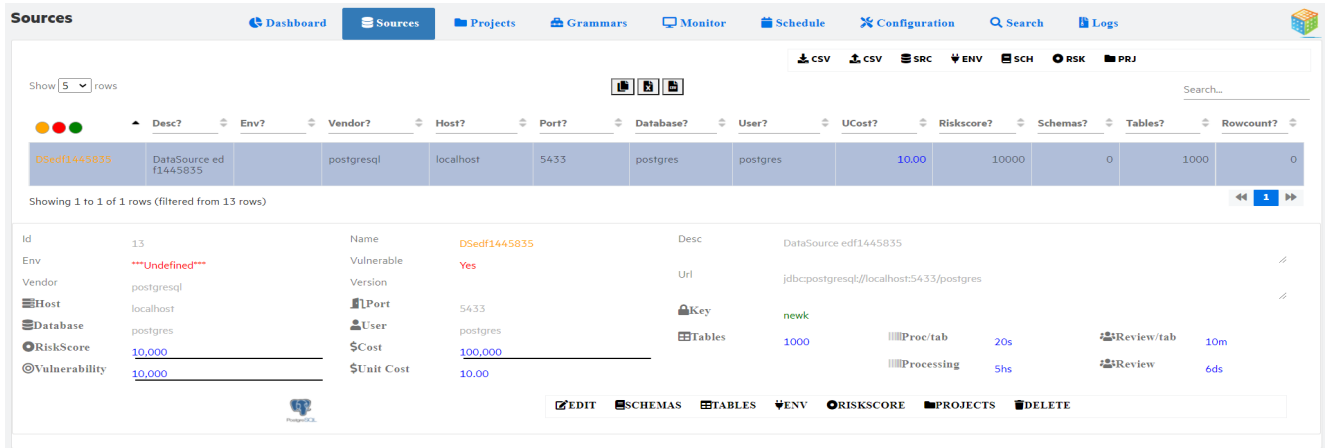 Sources Dashboard Sources Projects Grammars Monitor Schedule Configuration Search Logs
CSV CSV SRC ENV SCH RSK PRJ
Show 5 rows Search...
Desc? Env? Vendor? Host? Port? Database? User? UCost? Riskscore? Schemas? Tables? Rowcount?
DSedf1445835 DataSource ed postgresql localhost 5433 postgres postgres 10.00 10000 0 1000 0
f1445835
Showing 1 to 1 of 1 rows (filtered from 13 rows) 1
Id 13 Name DSedf1445835 Desc DataSource edf1445835
Env ***Undefined*** Vulnerable Yes
Vendor postgresql Version Url jdbc:postgresql://localhost:5433/postgres
Host localhost Port 5433 Key newk
Database postgres User postgres
RiskScore 10,000 $Cost 100,000 Tables 1000 Proc/tab 20s Review/tab 10m
Vulnerability 10,000 $Unit Cost 10.00 Processing 5hs Review 6ds
PostgreSQL EDIT SCHEMAS TABLES ENV RISKSCORE PROJECTS DELETE